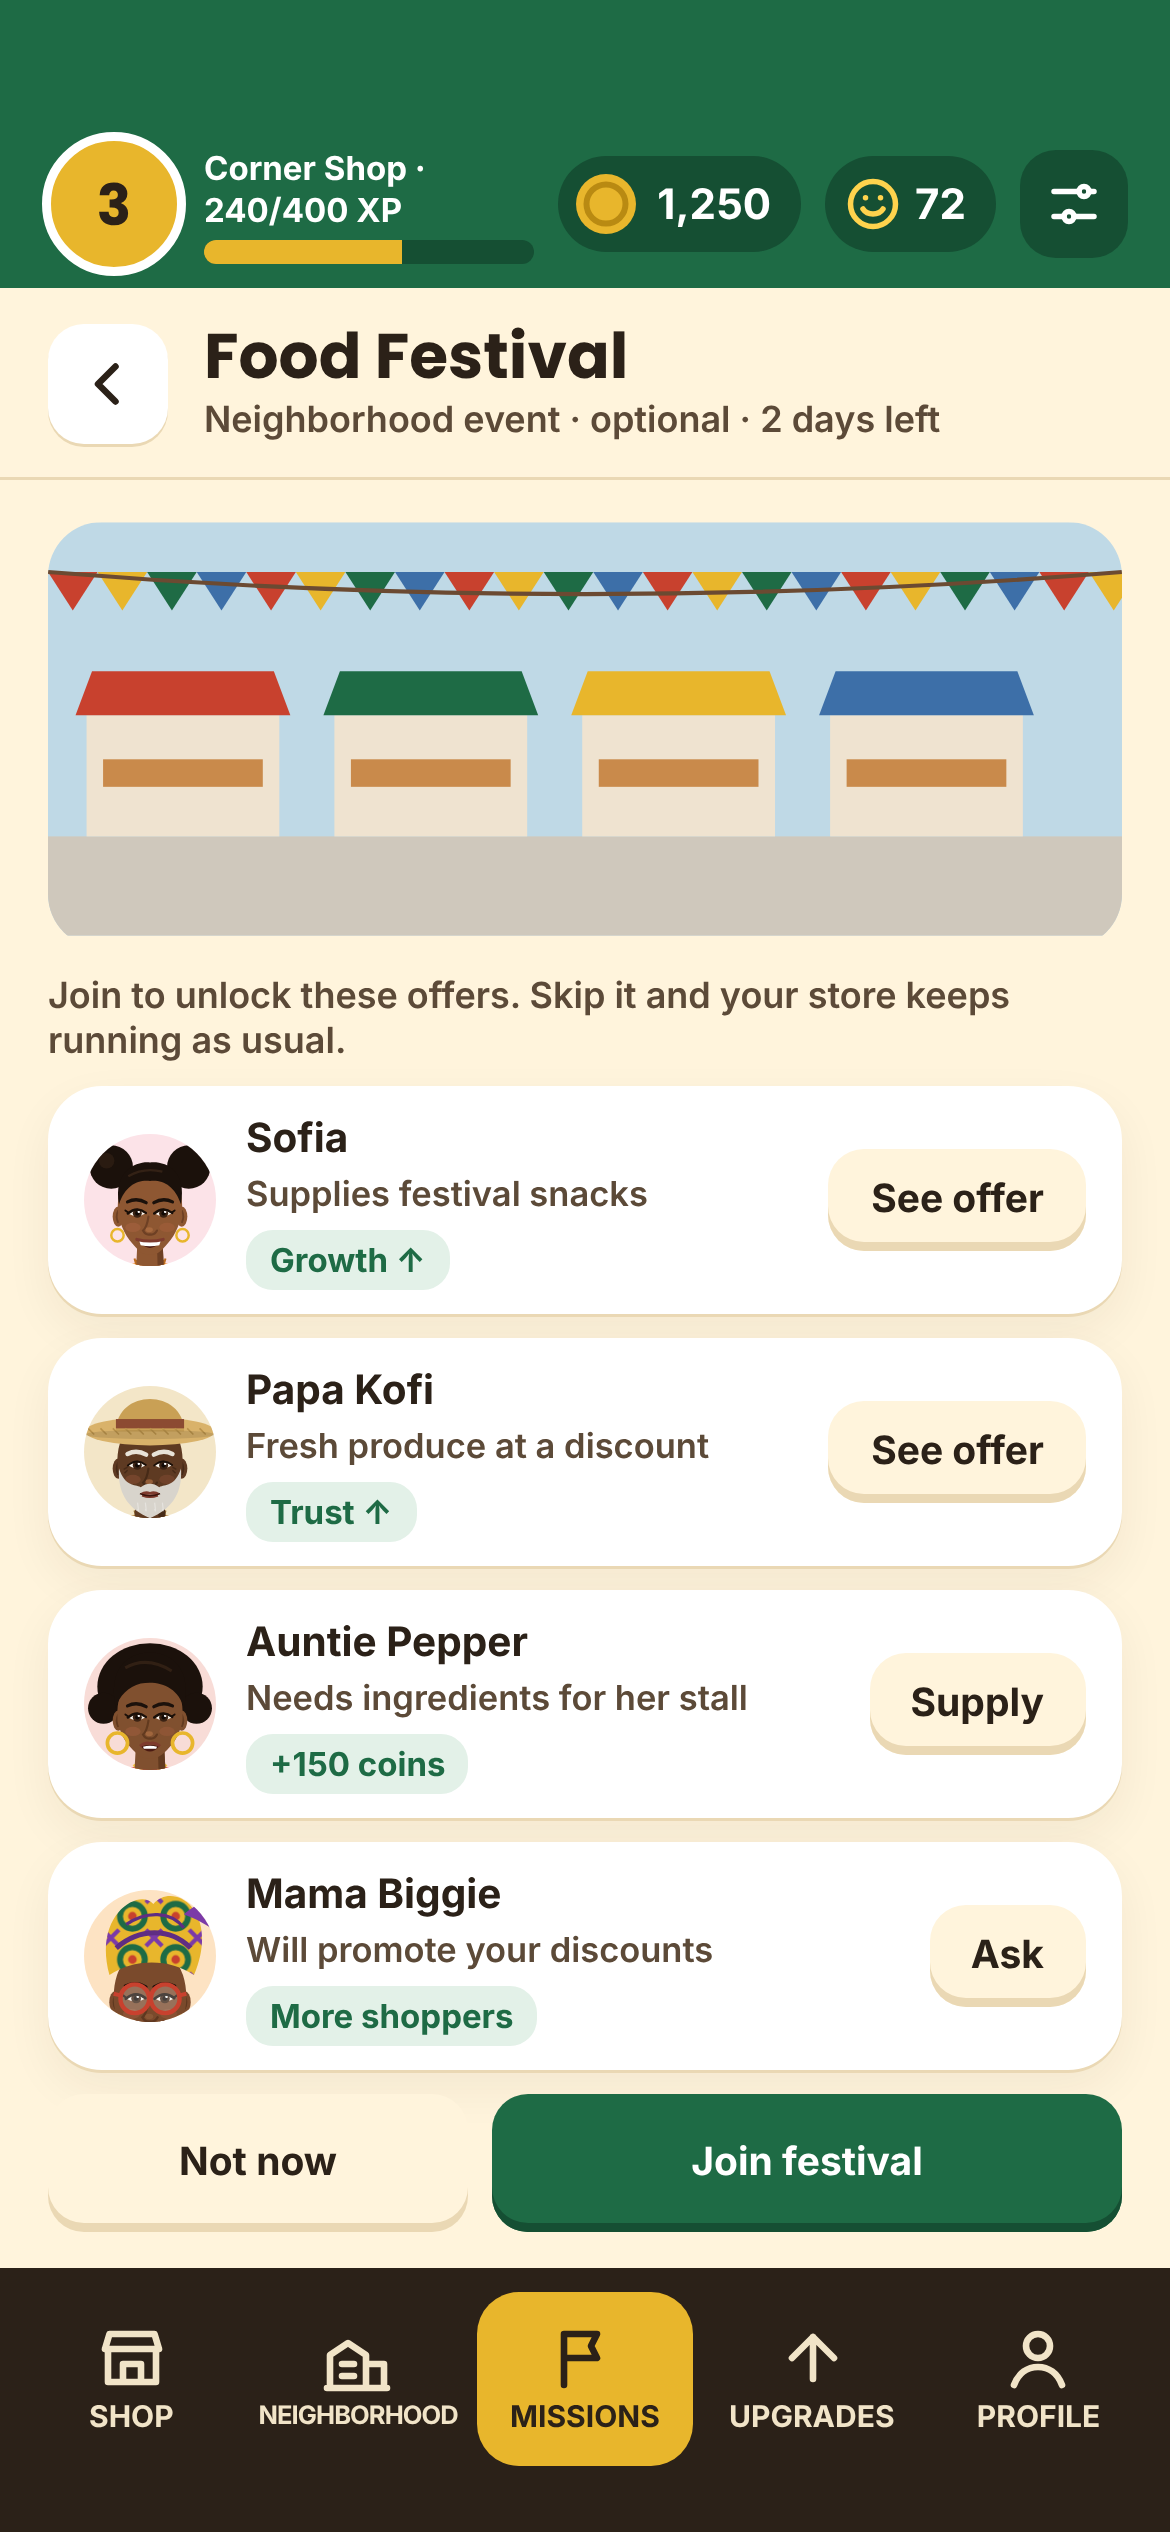 3
Corner Shop ·
240/400 XP
1,250
72
Food Festival
Neighborhood event · optional · 2 days left
Join to unlock these offers. Skip it and your store keeps
running as usual.
Sofia
Supplies festival snacks
See offer
Growth ↑
Papa Kofi
Fresh produce at a discount
See offer
Trust ↑
Auntie Pepper
Needs ingredients for her stall
Supply
+150 coins
Mama Biggie
Will promote your discounts
Ask
More shoppers
Not now
Join festival
SHOP
NEIGHBORHOOD
MISSIONS
UPGRADES
PROFILE